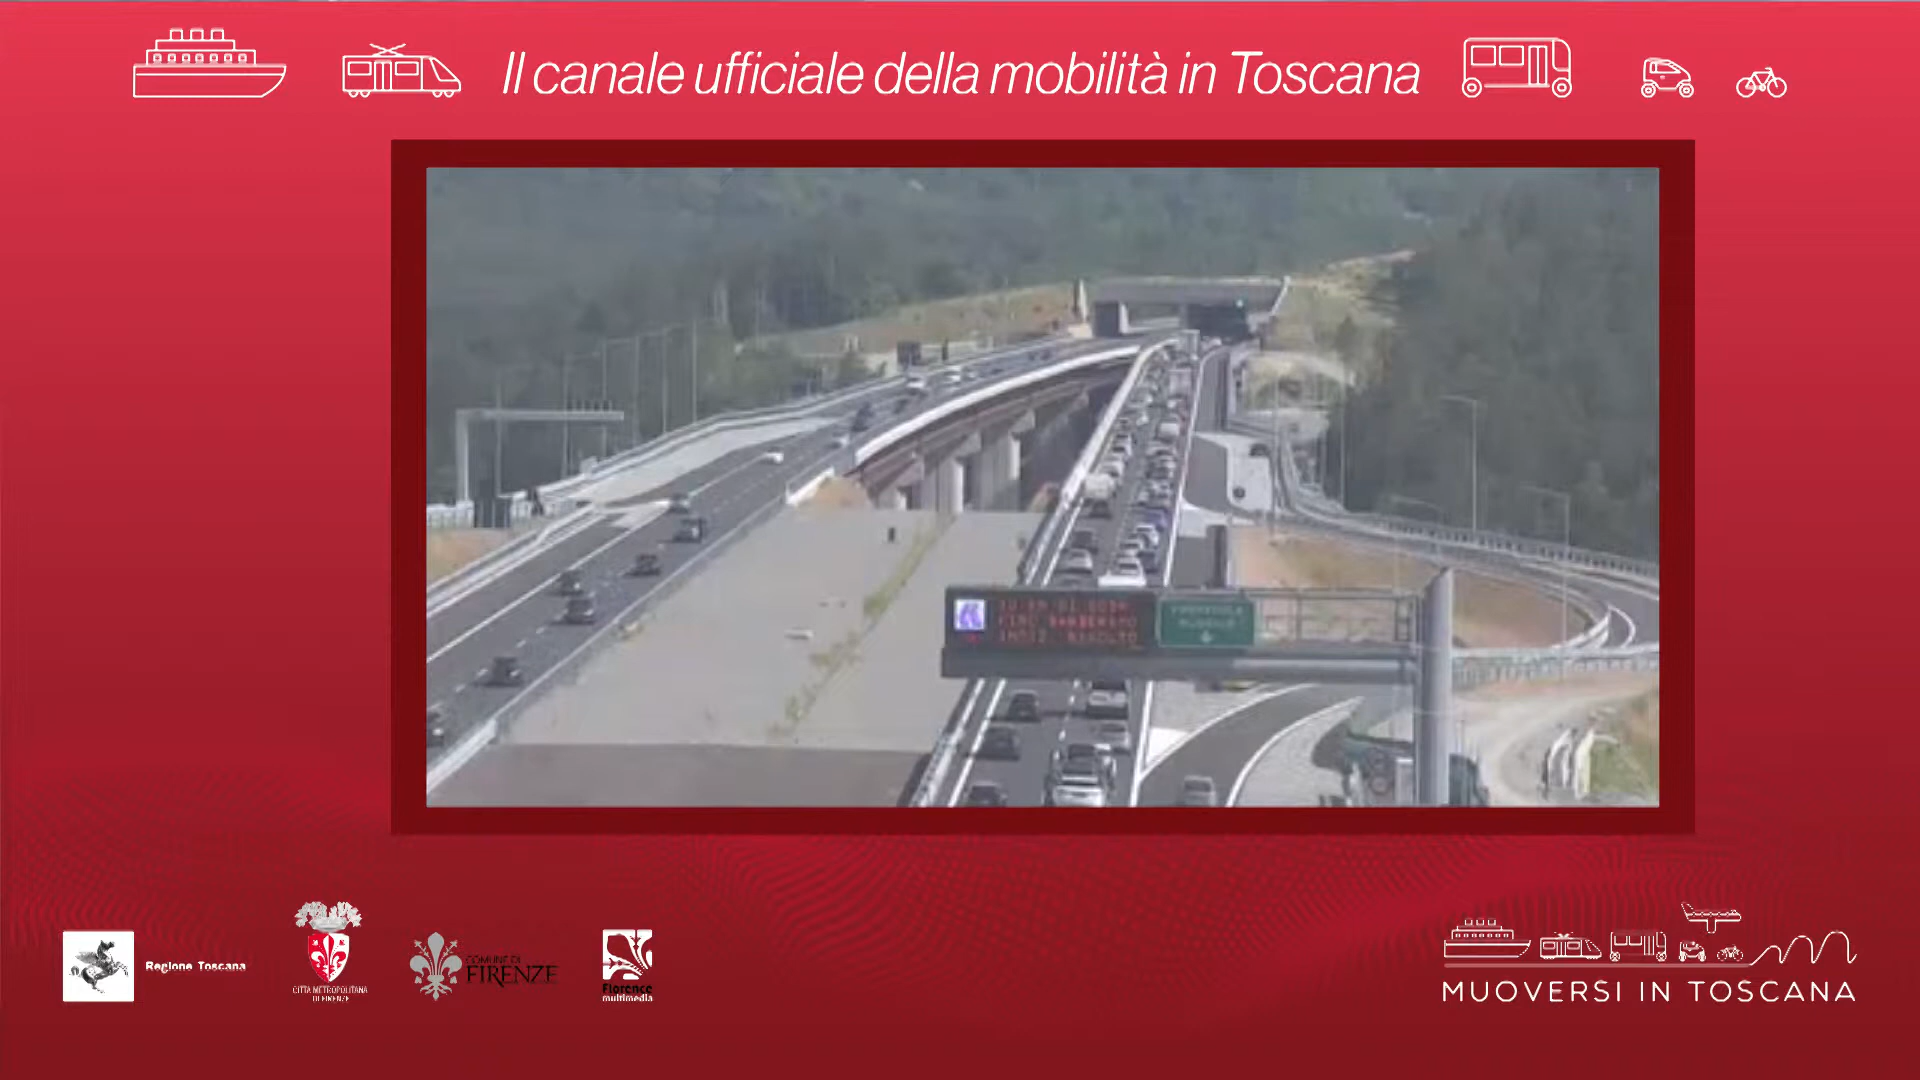 Il canale ufficiale della mobilità in Toscana
Regione Toscana
CITTÀ METROPOLITANA
DI FIRENZE
COMUNE DI
FIRENZE
Florence
multimedia
MUOVERSI IN TOSCANA